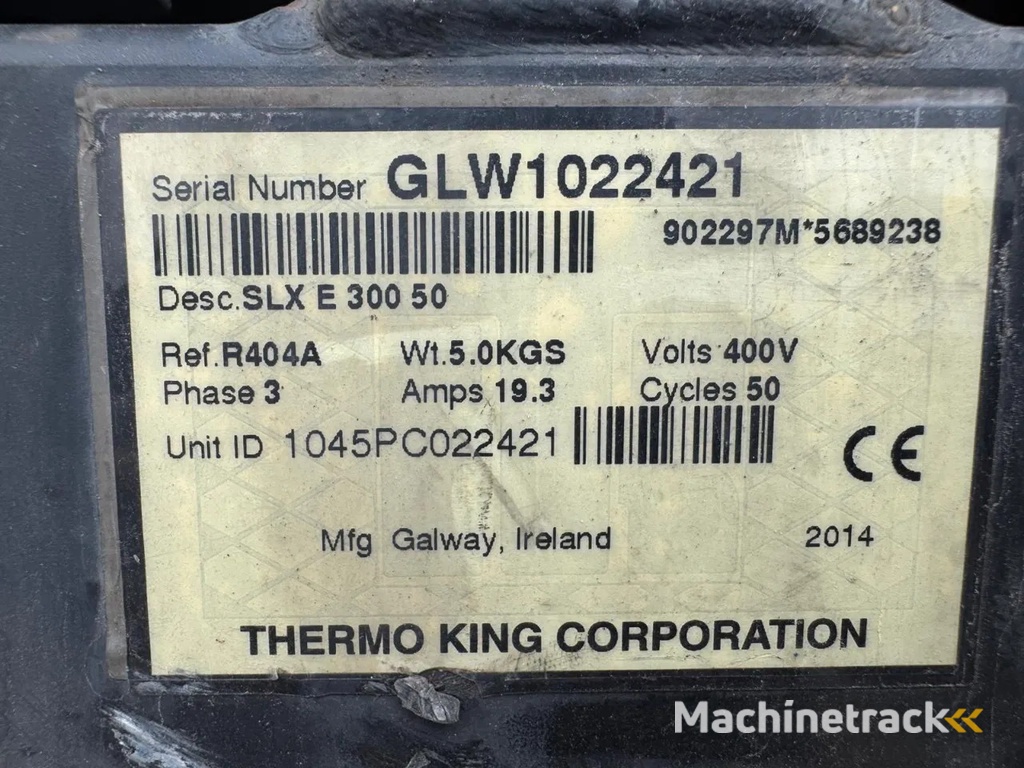 Serial Number GLW1022421
902297M*5689238
Desc.SLX E 300 50
Ref.R404A Wt.5.0KGS Volts 400V
Phase 3 Amps 19.3 Cycles 50
Unit ID 1045PC022421
CE
Mfg Galway, Ireland 2014
THERMO KING CORPORATION
Machinetrack